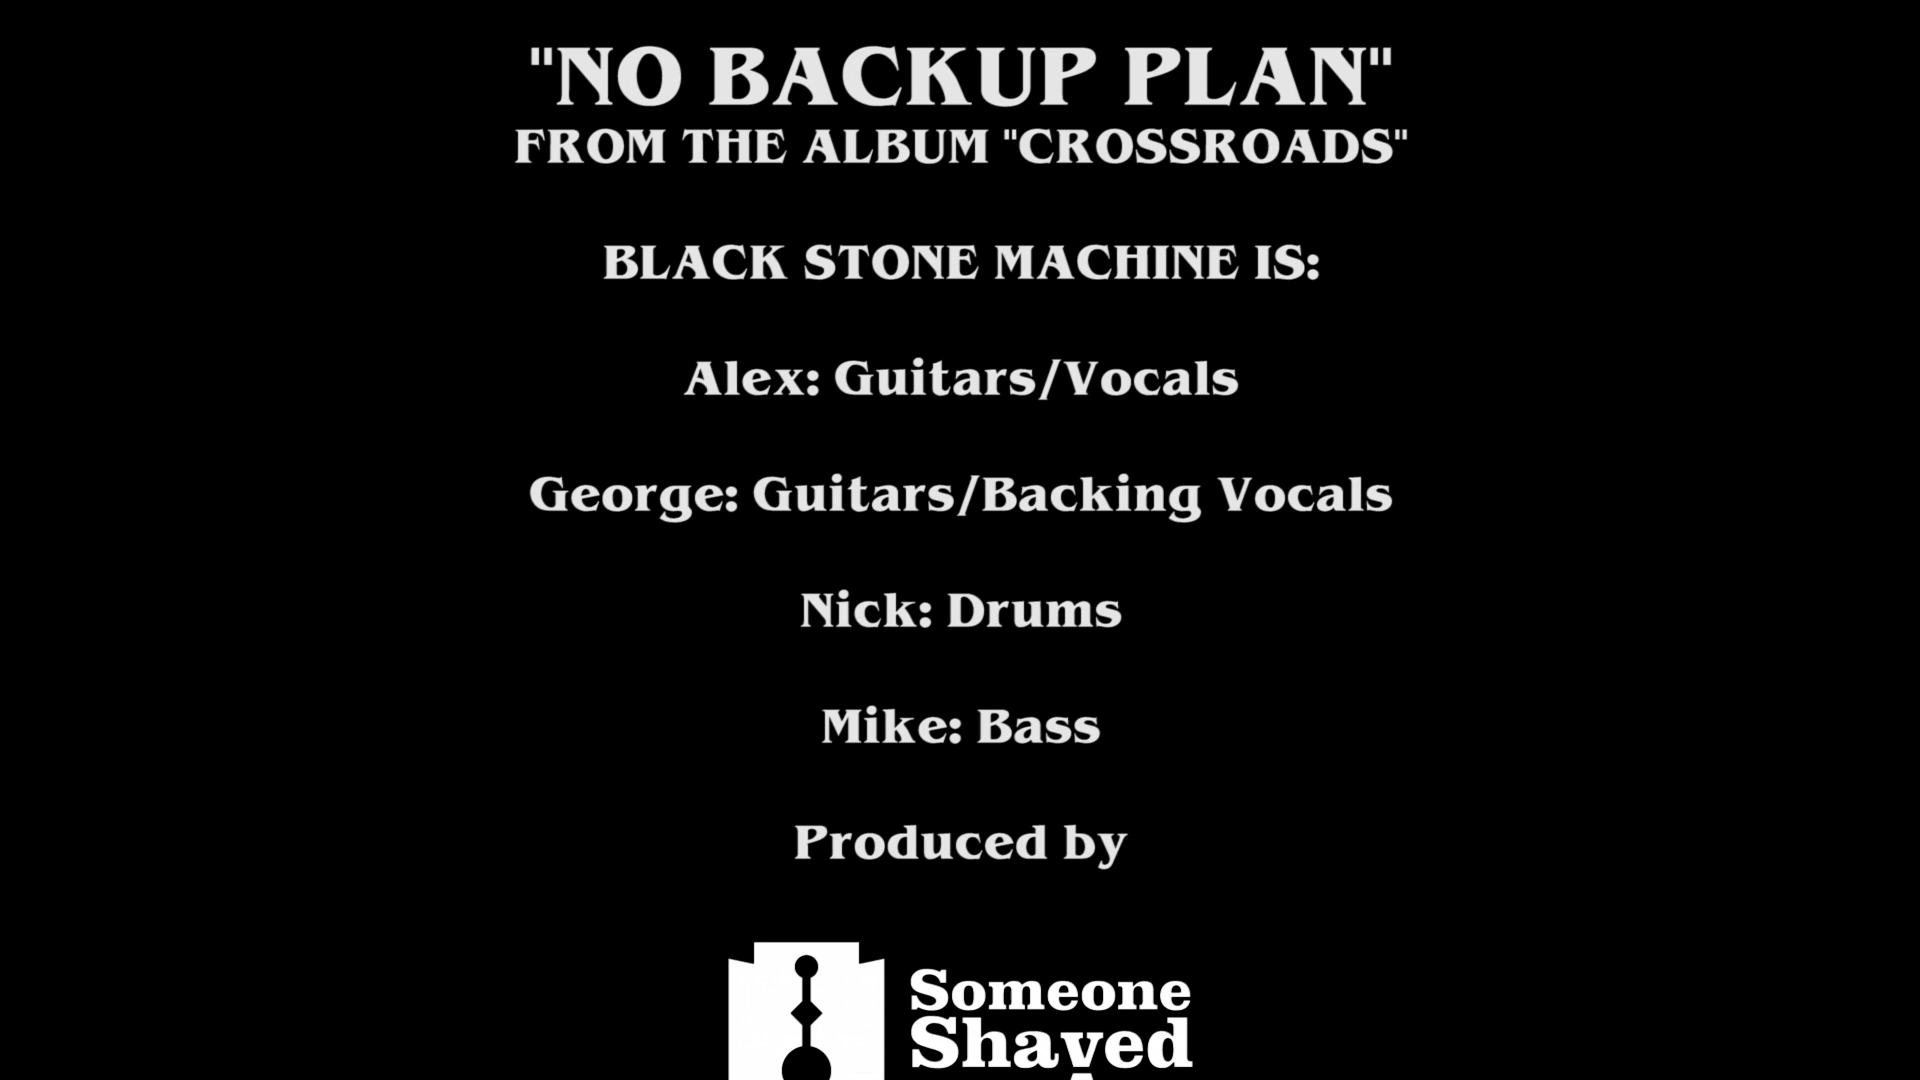 "NO BACKUP PLAN"
FROM THE ALBUM "CROSSROADS"
BLACK STONE MACHINE IS:
Alex: Guitars/Vocals
George: Guitars/Backing Vocals
Nick: Drums
Mike: Bass
Produced by
Someone
Shaved